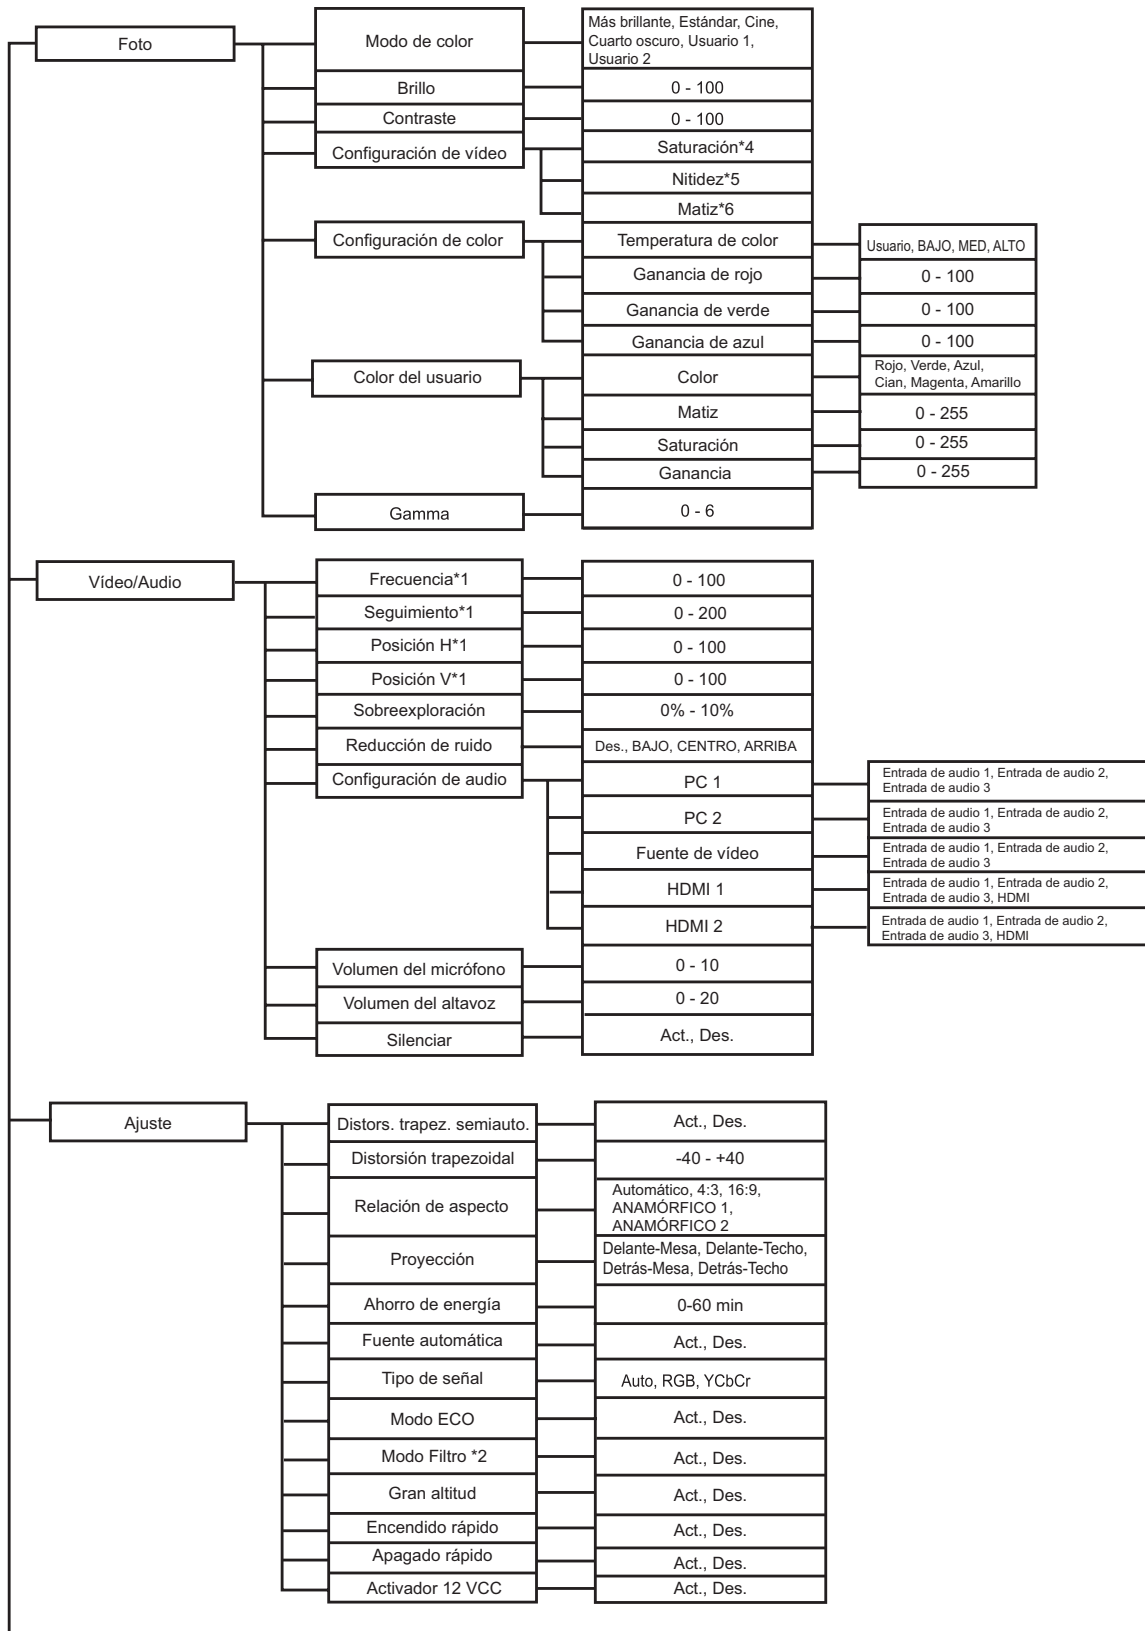 Foto
Modo de color
Más brillante, Estándar, Cine,
Cuarto oscuro, Usuario 1,
Usuario 2
Brillo
0 - 100
Contraste
0 - 100
Configuración de vídeo
Saturación*4
Nitidez*5
Matiz*6
Configuración de color
Temperatura de color
Usuario, BAJO, MED, ALTO
Ganancia de rojo
0 - 100
Ganancia de verde
0 - 100
Ganancia de azul
0 - 100
Color del usuario
Color
Rojo, Verde, Azul,
Cian, Magenta, Amarillo
Matiz
0 - 255
Saturación
0 - 255
Ganancia
0 - 255
Gamma
0 - 6
Vídeo/Audio
Frecuencia*1
0 - 100
Seguimiento*1
0 - 200
Posición H*1
0 - 100
Posición V*1
0 - 100
Sobreexploración
0% - 10%
Reducción de ruido
Des., BAJO, CENTRO, ARRIBA
Configuración de audio
PC 1
Entrada de audio 1, Entrada de audio 2,
Entrada de audio 3
PC 2
Entrada de audio 1, Entrada de audio 2,
Entrada de audio 3
Fuente de vídeo
Entrada de audio 1, Entrada de audio 2,
Entrada de audio 3
HDMI 1
Entrada de audio 1, Entrada de audio 2,
Entrada de audio 3, HDMI
HDMI 2
Entrada de audio 1, Entrada de audio 2,
Entrada de audio 3, HDMI
Volumen del micrófono
0 - 10
Volumen del altavoz
0 - 20
Silenciar
Act., Des.
Ajuste
Distors. trapez. semiauto.
Act., Des.
Distorsión trapezoidal
-40 - +40
Relación de aspecto
Automático, 4:3, 16:9,
ANAMÓRFICO 1,
ANAMÓRFICO 2
Proyección
Delante-Mesa, Delante-Techo,
Detrás-Mesa, Detrás-Techo
Ahorro de energía
0-60 min
Fuente automática
Act., Des.
Tipo de señal
Auto, RGB, YCbCr
Modo ECO
Act., Des.
Modo Filtro *2
Act., Des.
Gran altitud
Act., Des.
Encendido rápido
Act., Des.
Apagado rápido
Act., Des.
Activador 12 VCC
Act., Des.